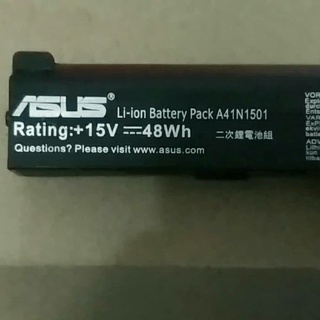 ASUS® Li-ion Battery Pack A41N1501
Rating:+15V ⎓48Wh 二次鋰電池組
Questions? Please visit www.asus.com